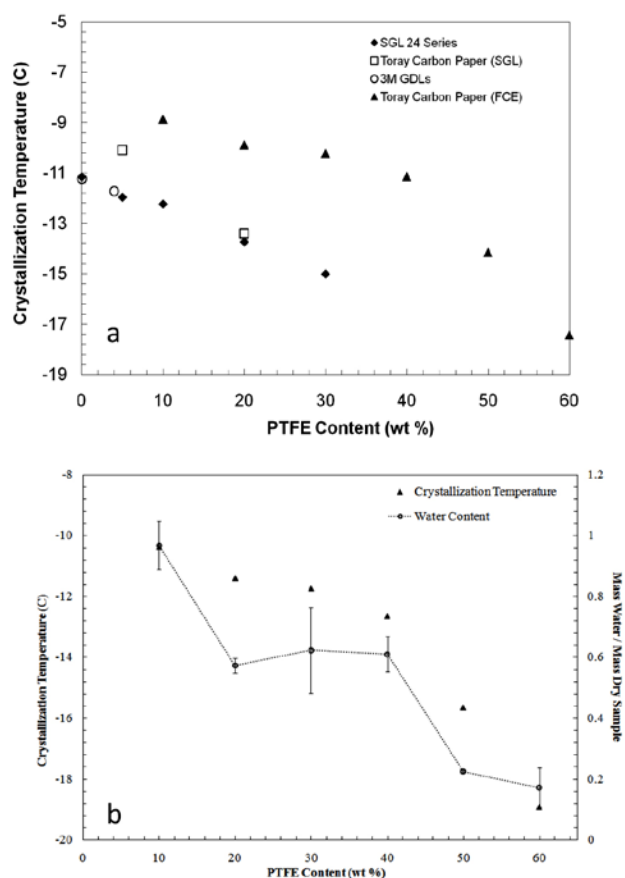 -5
-7
-9
-11
-13
-15
-17
-19
Crystallization Temperature (C)
SGL 24 Series
Toray Carbon Paper (SGL)
3M GDLs
Toray Carbon Paper (FCE)
a
0 10 20 30 40 50 60
PTFE Content (wt %)
-8
-10
-12
-14
-16
-18
-20
Crystallization Temperature (C)
Crystallization Temperature
Water Content
1.2
1
0.8
0.6
0.4
0.2
0
Mass Water / Mass Dry Sample
b
0 10 20 30 40 50 60
PTFE Content (wt %)